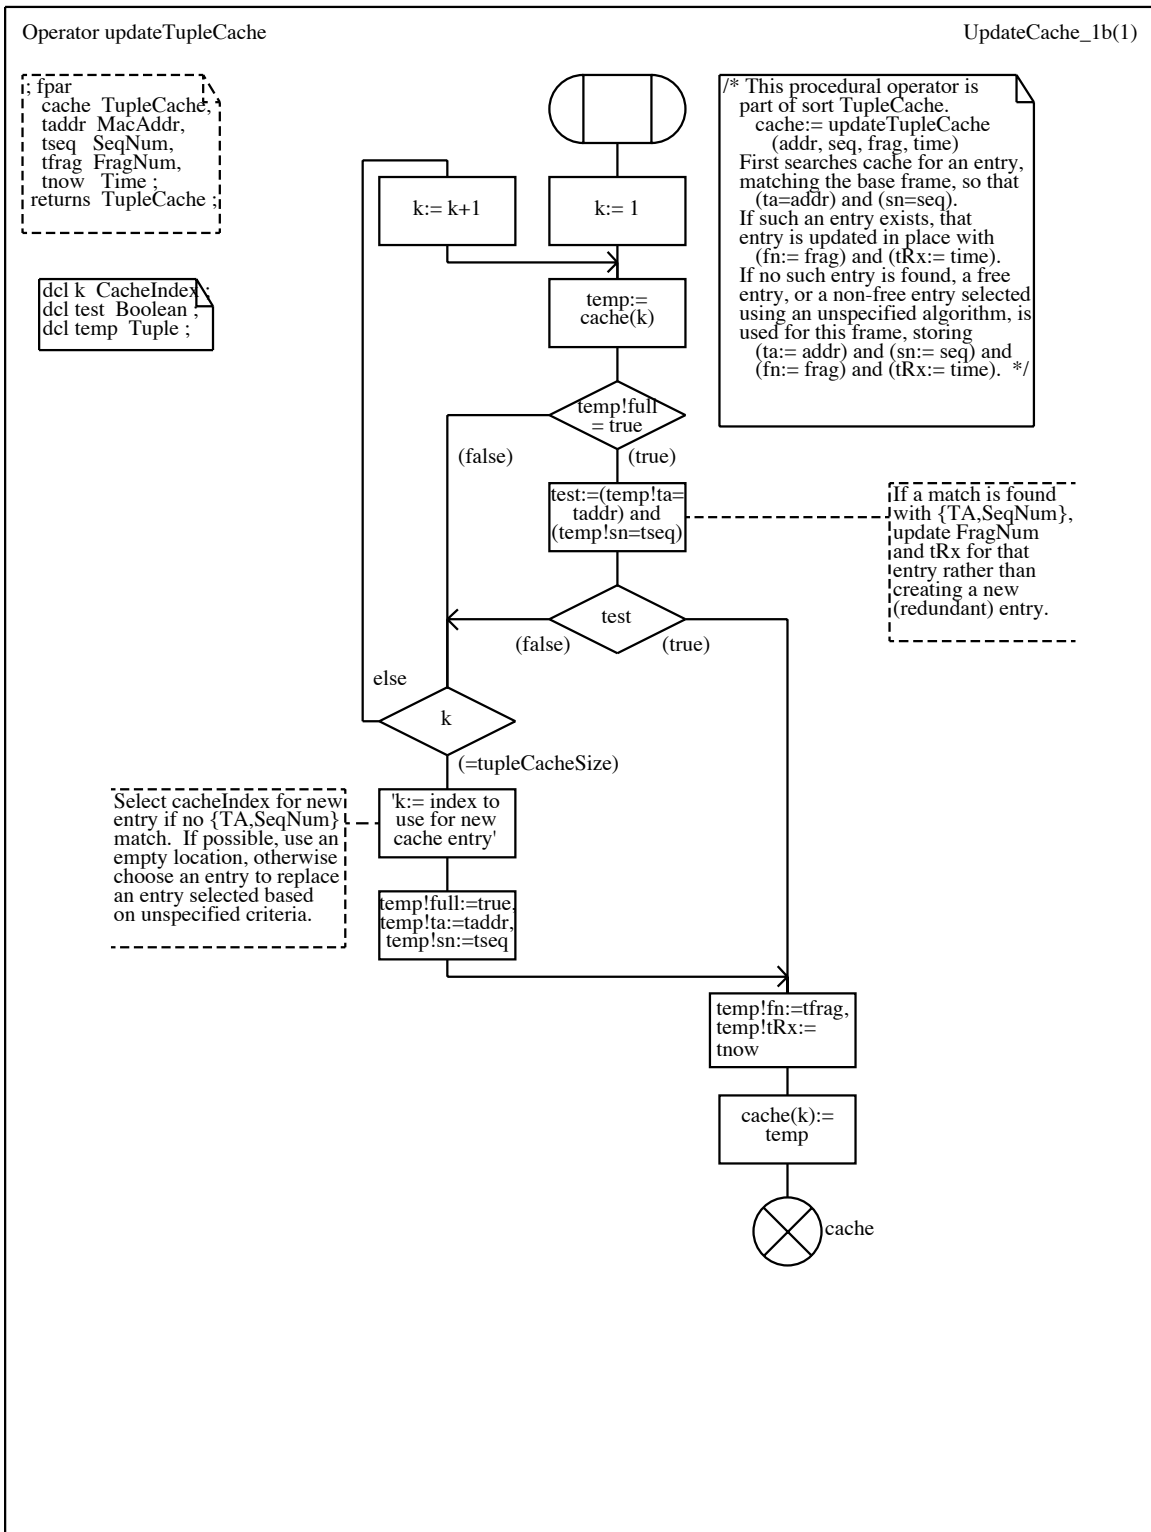 Operator updateTupleCache
UpdateCache_1b(1)
; fpar
cache TupleCache,
taddr MacAddr,
tseq SeqNum,
tfrag FragNum,
tnow Time ;
returns TupleCache ;
dcl k CacheIndex ;
dcl test Boolean ;
dcl temp Tuple ;
/* This procedural operator is
part of sort TupleCache.
cache:= updateTupleCache
(addr, seq, frag, time)
First searches cache for an entry,
matching the base frame, so that
(ta=addr) and (sn=seq).
If such an entry exists, that
entry is updated in place with
(fn:= frag) and (tRx:= time).
If no such entry is found, a free
entry, or a non-free entry selected
using an unspecified algorithm, is
used for this frame, storing
(ta:= addr) and (sn:= seq) and
(fn:= frag) and (tRx:= time). */
k:= k+1
k:= 1
temp:=
cache(k)
temp!full
= true
(false)
(true)
test:=(temp!ta=
taddr) and
(temp!sn=tseq)
If a match is found
with {TA,SeqNum},
update FragNum
and tRx for that
entry rather than
creating a new
(redundant) entry.
test
(false)
(true)
else
k
(=tupleCacheSize)
Select cacheIndex for new
entry if no {TA,SeqNum}
match. If possible, use an
empty location, otherwise
choose an entry to replace
an entry selected based
on unspecified criteria.
'k:= index to
use for new
cache entry'
temp!full:=true,
temp!ta:=taddr,
temp!sn:=tseq
temp!fn:=tfrag,
temp!tRx:=
tnow
cache(k):=
temp
cache